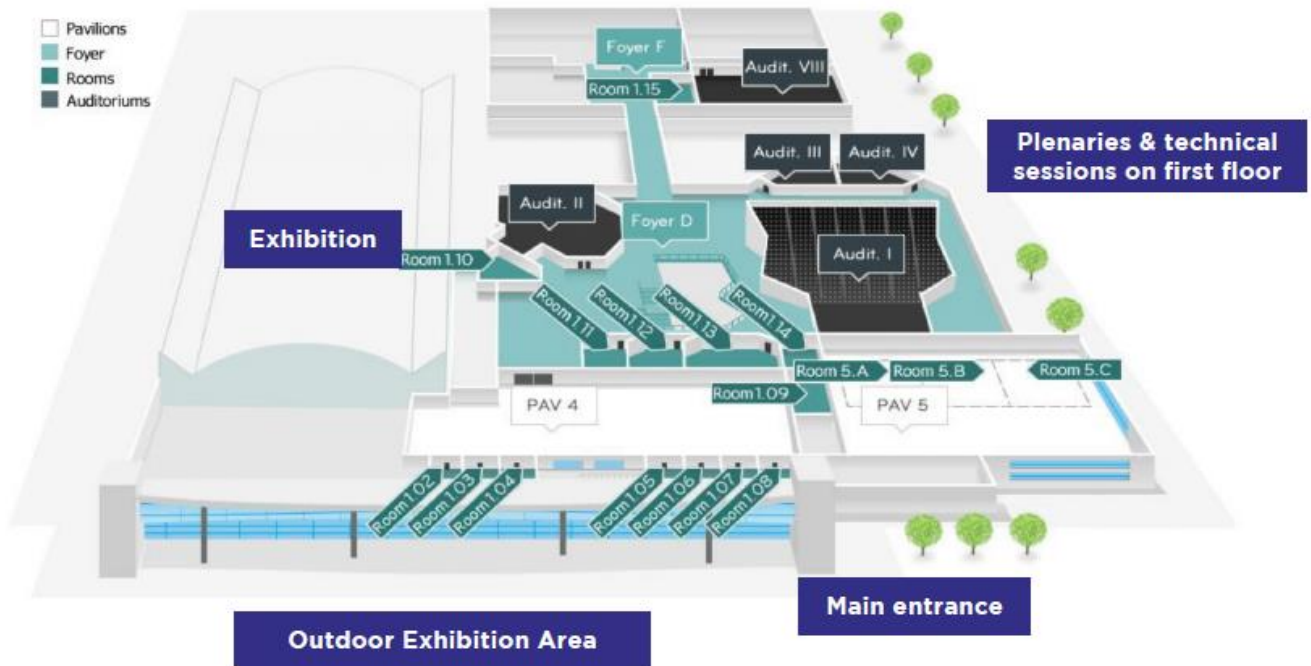 Pavilions
Foyer
Rooms
Auditoriums
Foyer F
Room 1.15
Audit. VIII
Plenaries & technical
sessions on first floor
Audit. III
Audit. IV
Audit. II
Foyer D
Exhibition
Room 1.10
Audit. I
Room 1.11
Room 1.12
Room 1.13
Room 1.14
Room 5.A
Room 5.B
Room 5.C
Room 1.09
PAV 4
PAV 5
Room 1.02
Room 1.03
Room 1.04
Room 1.05
Room 1.06
Room 1.07
Room 1.08
Main entrance
Outdoor Exhibition Area